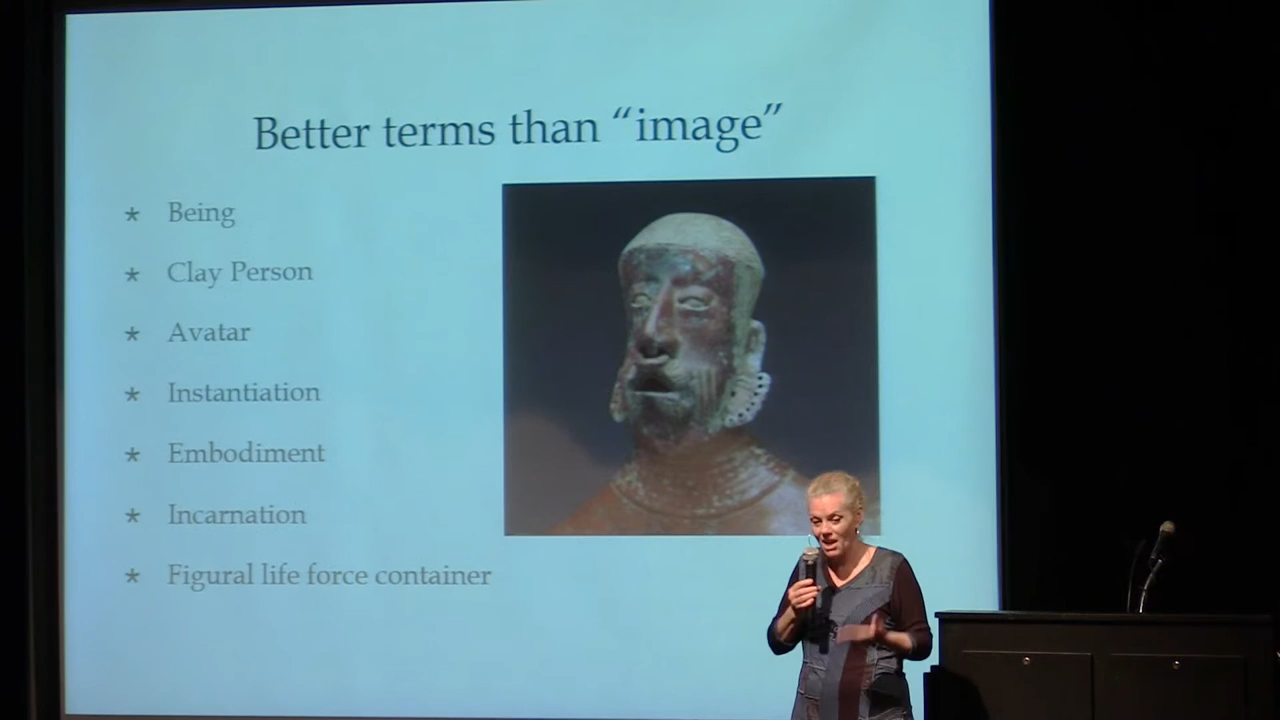 Better terms than “image”
* Being
* Clay Person
* Avatar
* Instantiation
* Embodiment
* Incarnation
* Figural life force container